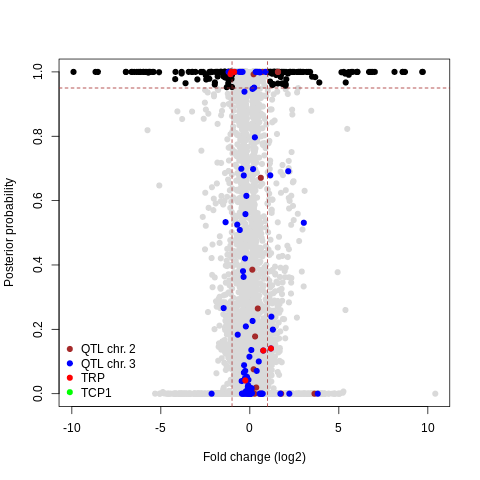 1.0
0.8
0.6
0.4
0.2
0.0
Posterior probability
QTL chr. 2
QTL chr. 3
TRP
TCP1
-10
-5
0
5
10
Fold change (log2)